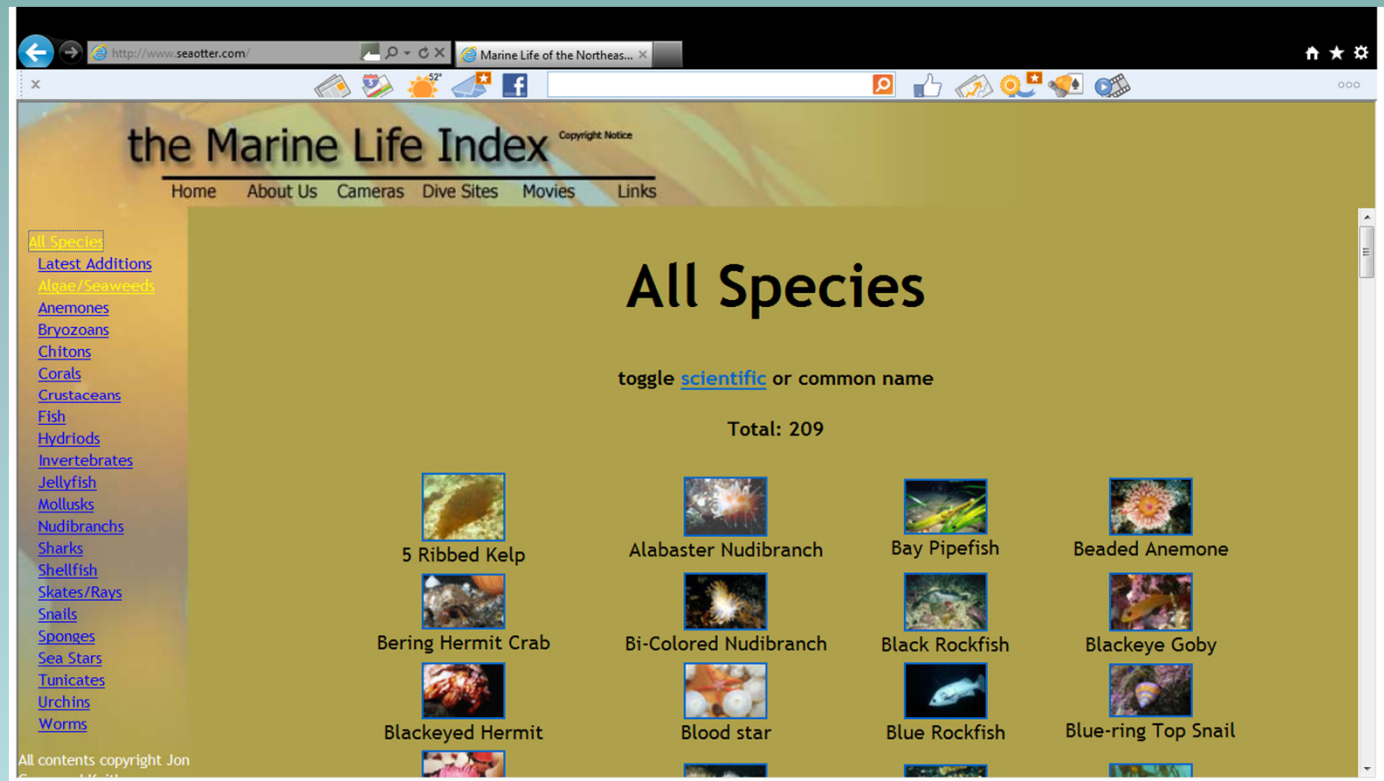 http://www.seaotter.com/
Marine Life of the Northeas...
52°
the Marine Life Index Copyright Notice
Home About Us Cameras Dive Sites Movies Links
All Species
Latest Additions
Algae/Seaweeds
Anemones
Bryozoans
Chitons
Corals
Crustaceans
Fish
Hydriods
Invertebrates
Jellyfish
Mollusks
Nudibranchs
Sharks
Shellfish
Skates/Rays
Snails
Sponges
Sea Stars
Tunicates
Urchins
Worms
All contents copyright Jon
All Species
toggle scientific or common name
Total: 209
5 Ribbed Kelp Alabaster Nudibranch Bay Pipefish Beaded Anemone
Bering Hermit Crab Bi-Colored Nudibranch Black Rockfish Blackeye Goby
Blackeyed Hermit Blood star Blue Rockfish Blue-ring Top Snail